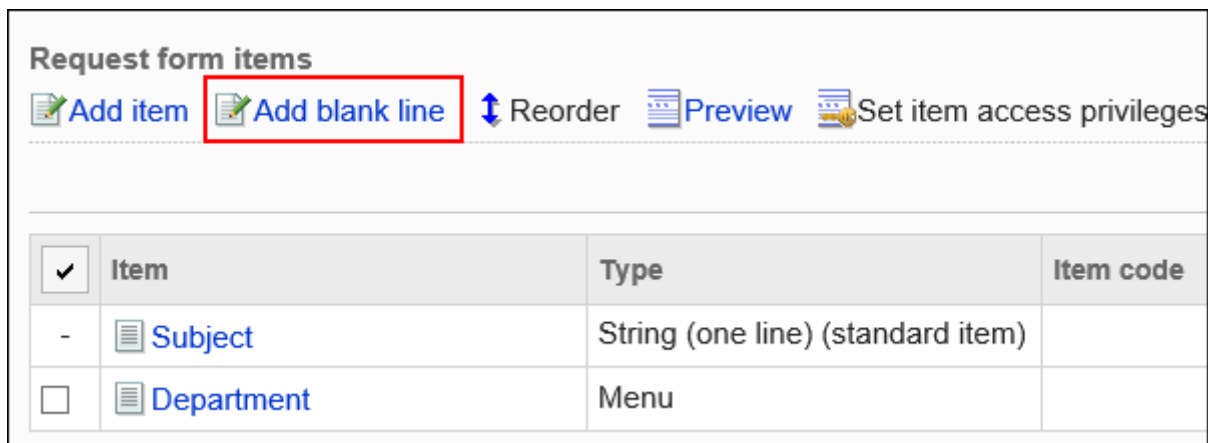 Request form items
Add item Add blank line Reorder Preview Set item access privileges
Item Type Item code
- Subject String (one line) (standard item)
Department Menu